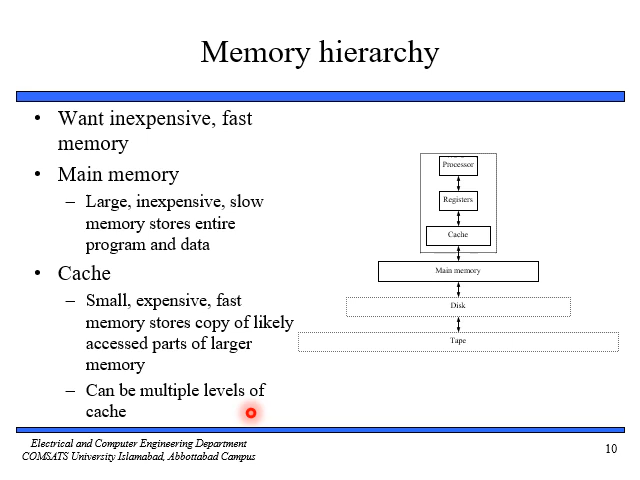 Memory hierarchy
• Want inexpensive, fast
memory
• Main memory
– Large, inexpensive, slow
memory stores entire
program and data
• Cache
– Small, expensive, fast
memory stores copy of likely
accessed parts of larger
memory
– Can be multiple levels of
cache
Processor
Registers
Cache
Main memory
Disk
Tape
Electrical and Computer Engineering Department
COMSATS University Islamabad, Abbottabad Campus
10